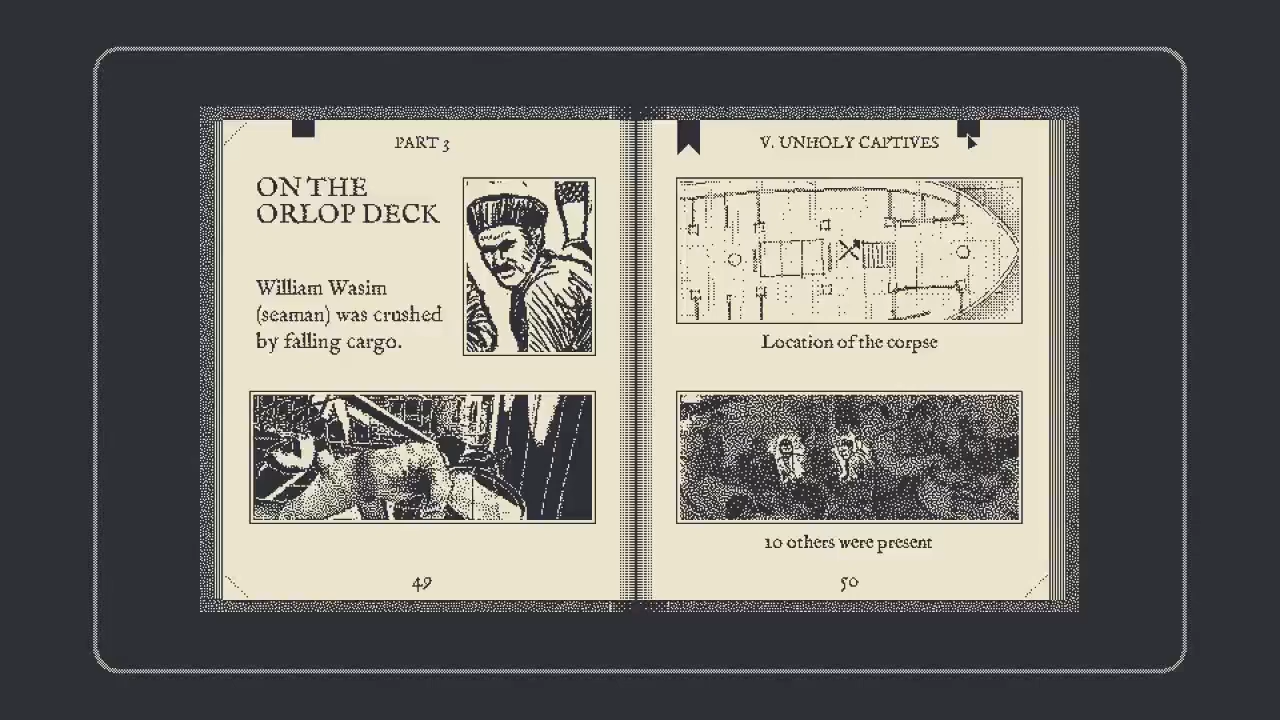 PART 3
ON THE
ORLOP DECK
William Wasim
(seaman) was crushed
by falling cargo.
49
V. UNHOLY CAPTIVES
Location of the corpse
10 others were present
50